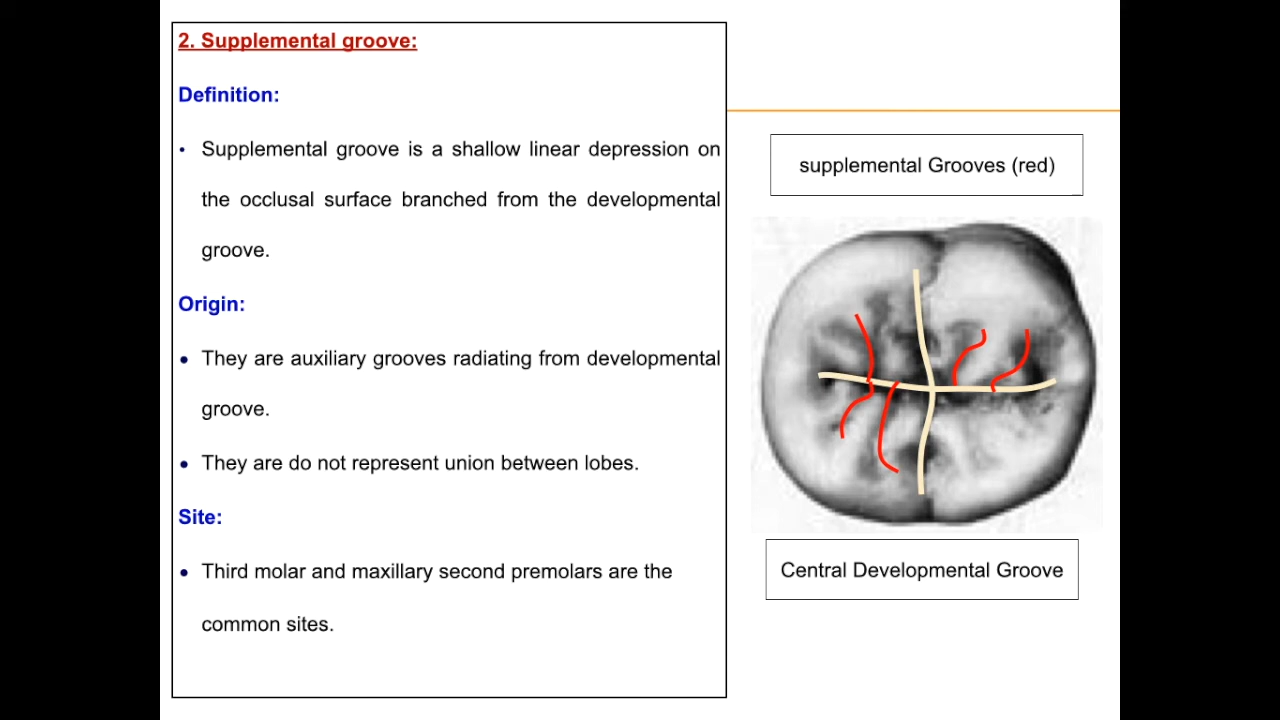 2. Supplemental groove:
Definition:
• Supplemental groove is a shallow linear depression on
the occlusal surface branched from the developmental
groove.
Origin:
• They are auxiliary grooves radiating from developmental
groove.
• They are do not represent union between lobes.
Site:
• Third molar and maxillary second premolars are the
common sites.
supplemental Grooves (red)
Central Developmental Groove